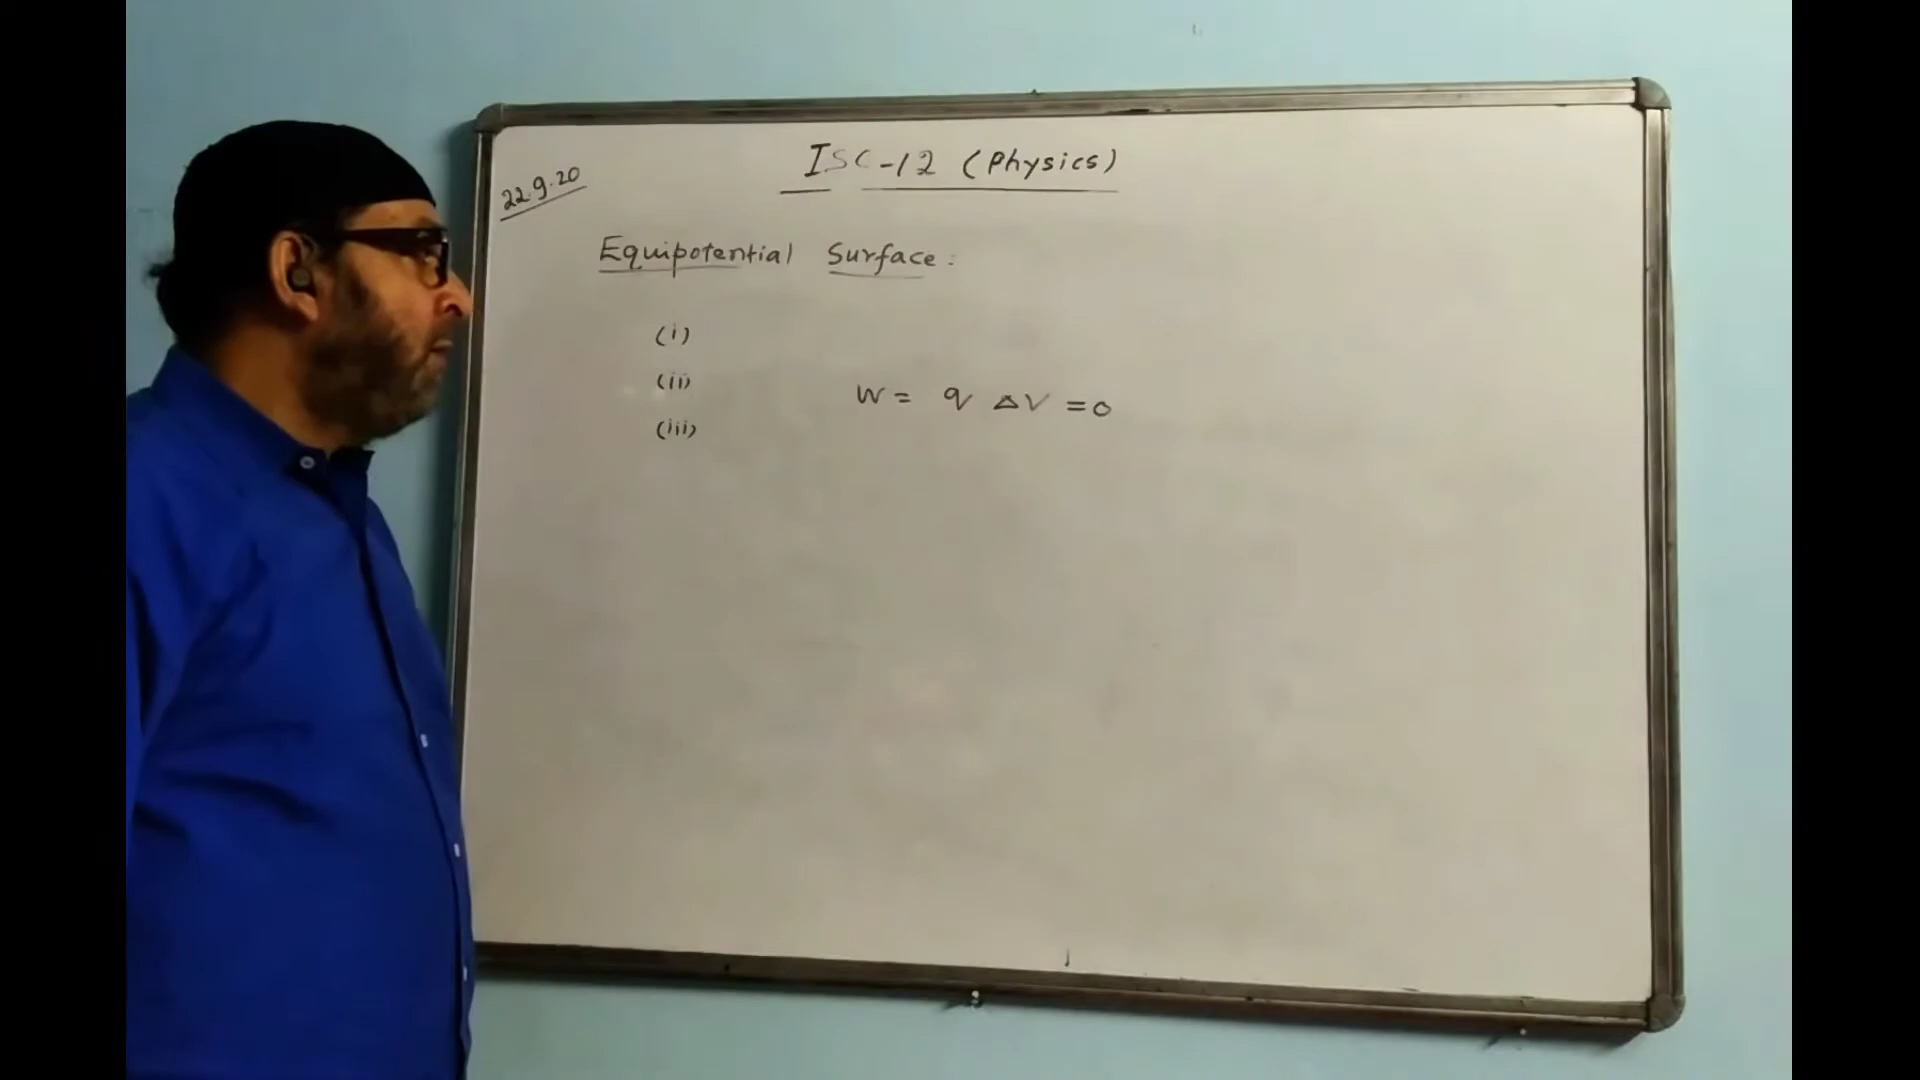 ISC-12 (Physics)
22.9.20
Equipotential Surface:
(i)
(ii)
W = q ΔV = 0
(iii)